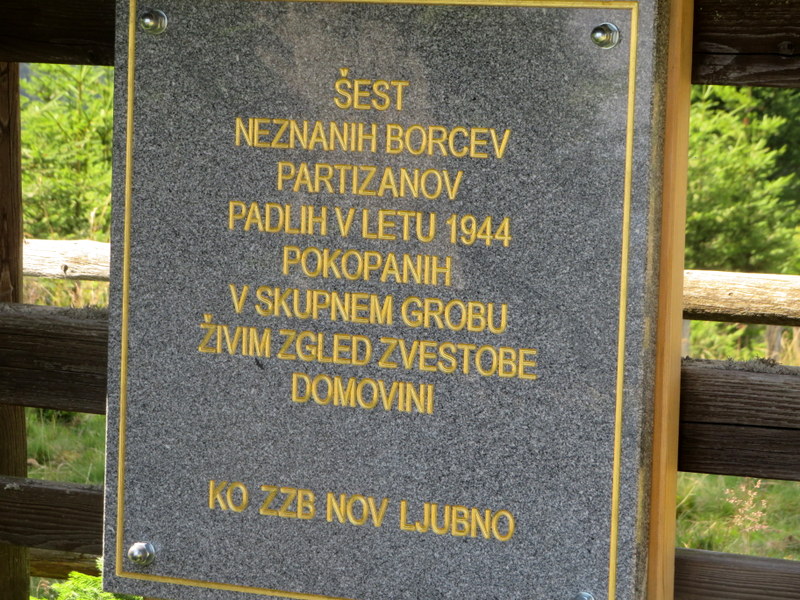 ŠEST
NEZNANIH BORCEV
PARTIZANOV
PADLIH V LETU 1944
POKOPANIH
V SKUPNEM GROBU
ŽIVIM ZGLED ZVESTOBE
DOMOVINI
KO ZZB NOV LJUBNO